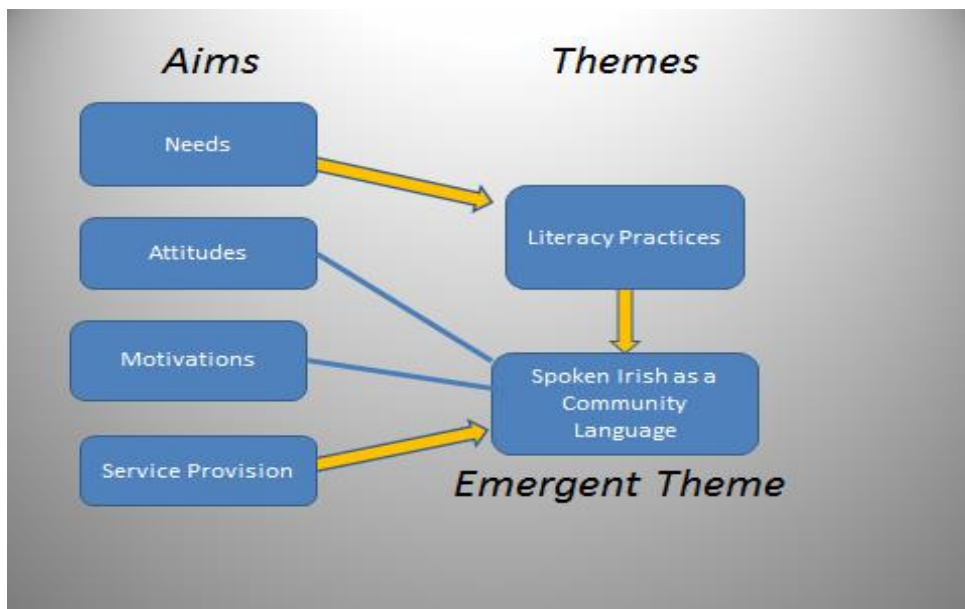 Aims
Themes
Needs
Attitudes
Literacy Practices
Motivations
Spoken Irish as a
Community
Language
Service Provision
Emergent Theme